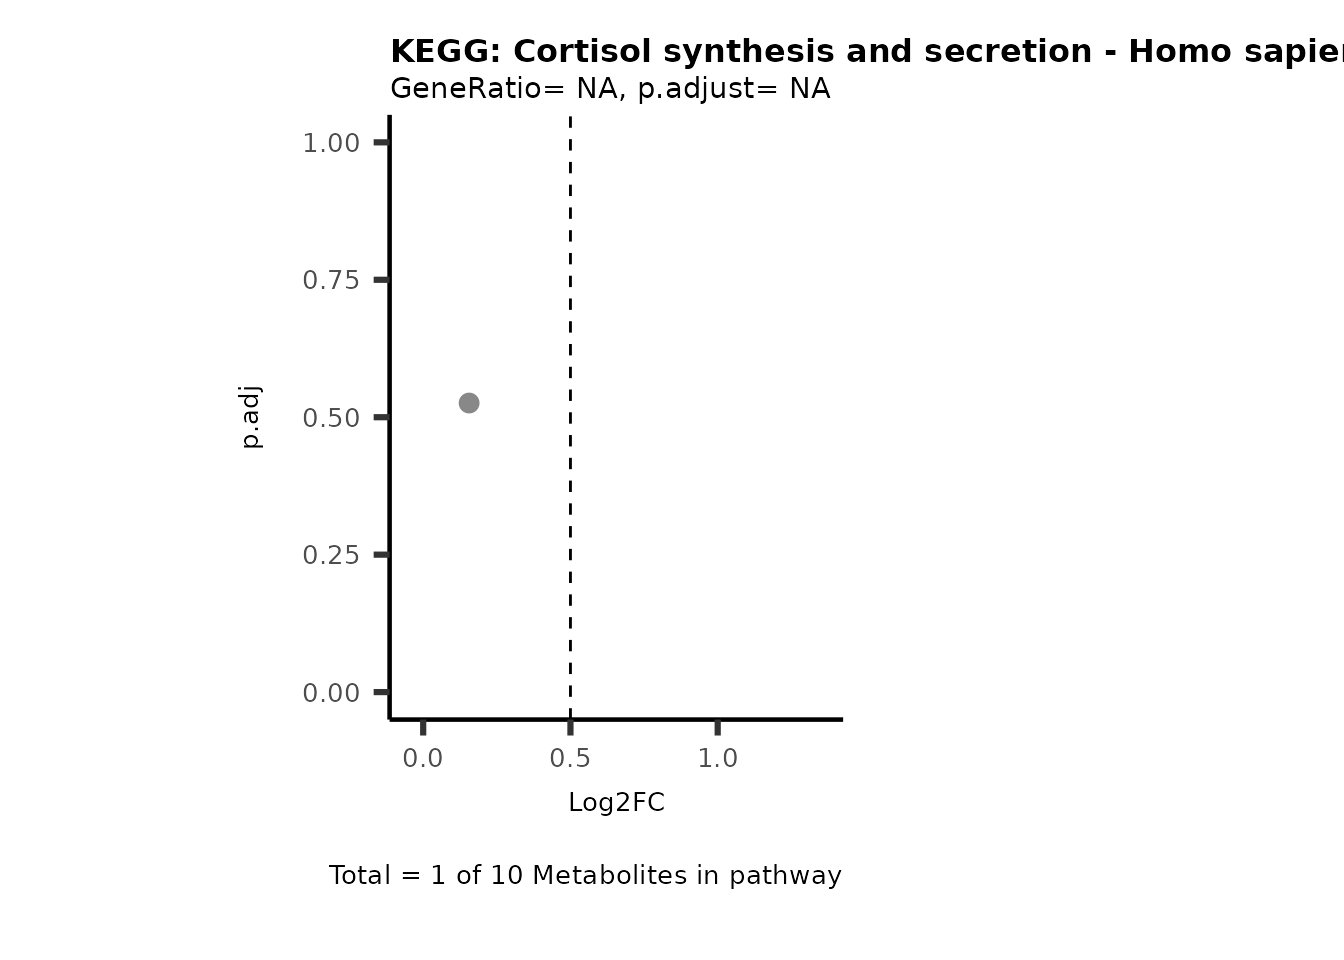 KEGG: Cortisol synthesis and secretion - Homo sapie
GeneRatio= NA, p.adjust= NA
1.00
0.75
0.50
0.25
0.00
p.adj
0.0 0.5 1.0
Log2FC
Total = 1 of 10 Metabolites in pathway